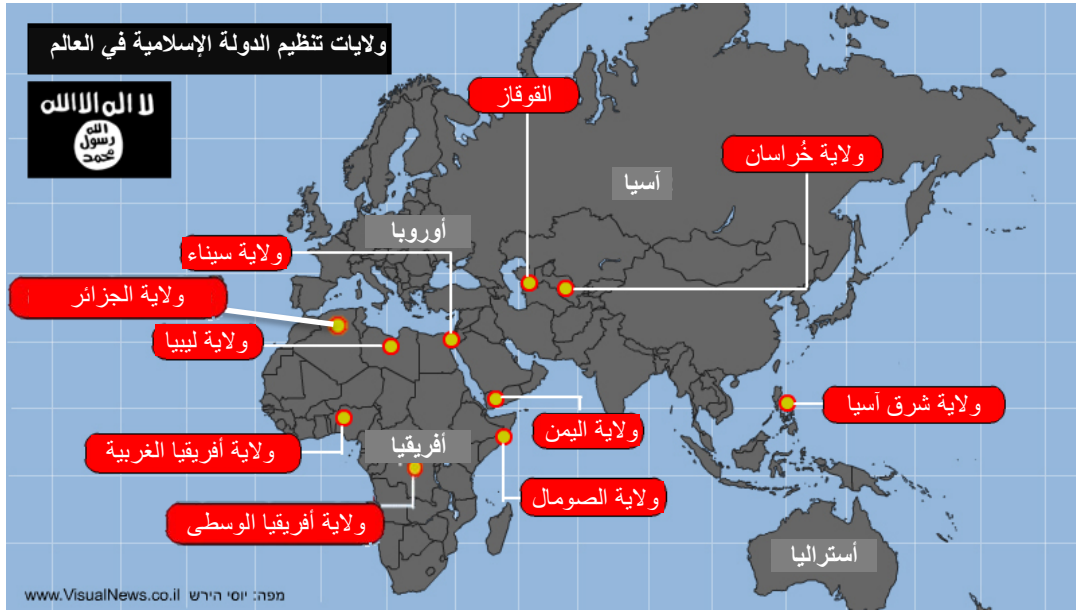 ولايات تنظيم الدولة الإسلامية في العالم
لا اله الا الله
الله
رسول
محمد
القوقاز
ولاية خُراسان
آسيا
أوروبا
ولاية سيناء
ولاية الجزائر
ولاية ليبيا
ولاية شرق آسيا
ولاية اليمن
أفريقيا
ولاية أفريقيا الغربية
ولاية الصومال
ولاية أفريقيا الوسطى
أستراليا
מפה: יוסי הירש www.VisualNews.co.il